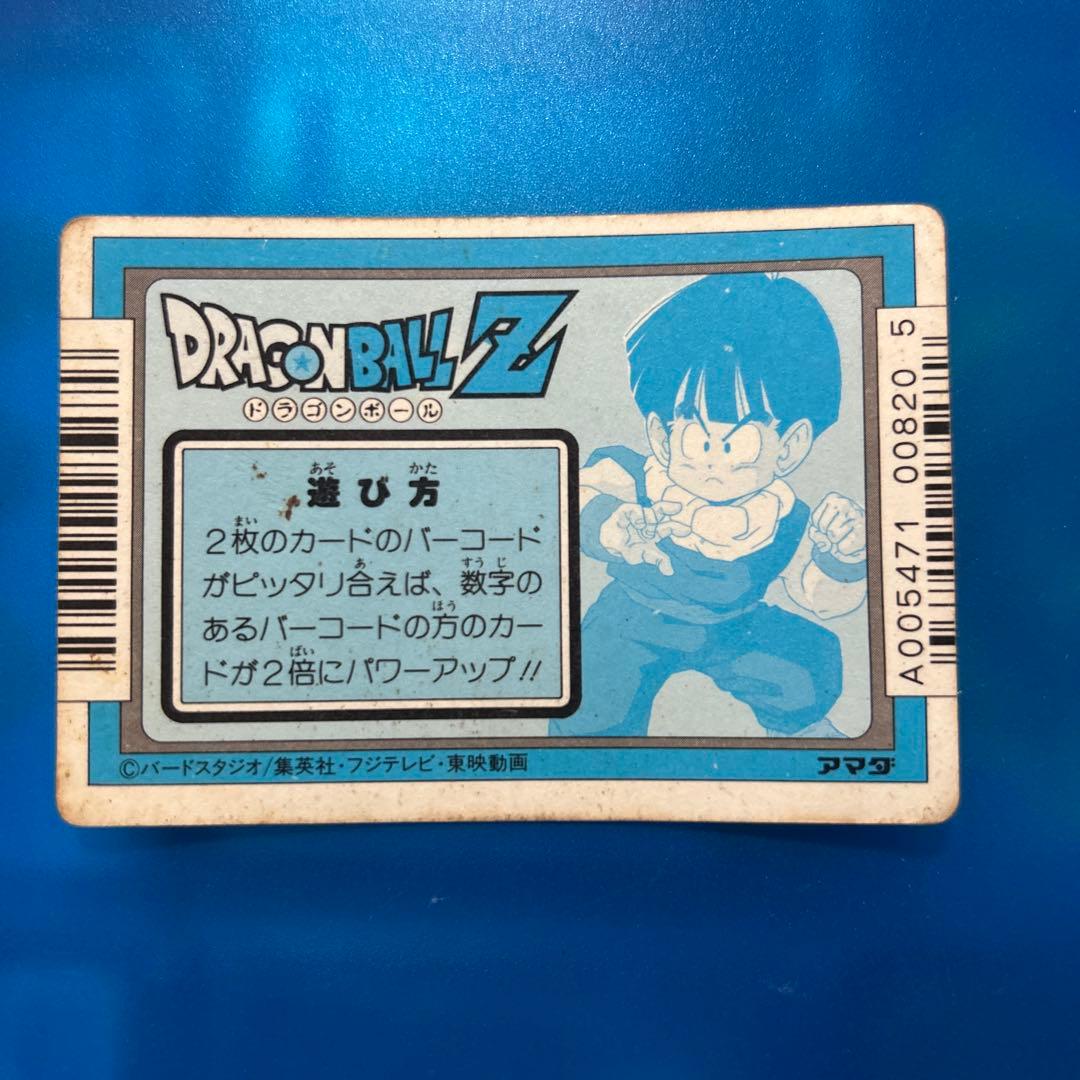 DRAGON BALL Z
ドラゴンボール
遊び方
2枚のカードのバーコード
がピッタリ合えば、数字の
あるバーコードの方のカー
ドが2倍にパワーアップ!!
©バードスタジオ/集英社・フジテレビ・東映動画
アマダ
A005471 00820 5